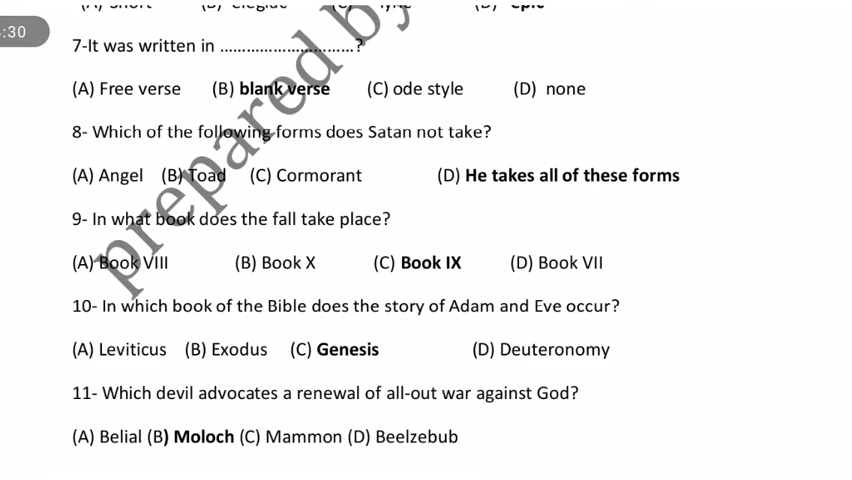 :30
7-It was written in ..............................?
(A) Free verse (B) blank verse (C) ode style (D) none
8- Which of the following forms does Satan not take?
(A) Angel (B) Toad (C) Cormorant (D) He takes all of these forms
9- In what book does the fall take place?
(A) Book VIII (B) Book X (C) Book IX (D) Book VII
10- In which book of the Bible does the story of Adam and Eve occur?
(A) Leviticus (B) Exodus (C) Genesis (D) Deuteronomy
11- Which devil advocates a renewal of all-out war against God?
(A) Belial (B) Moloch (C) Mammon (D) Beelzebub
prepared by